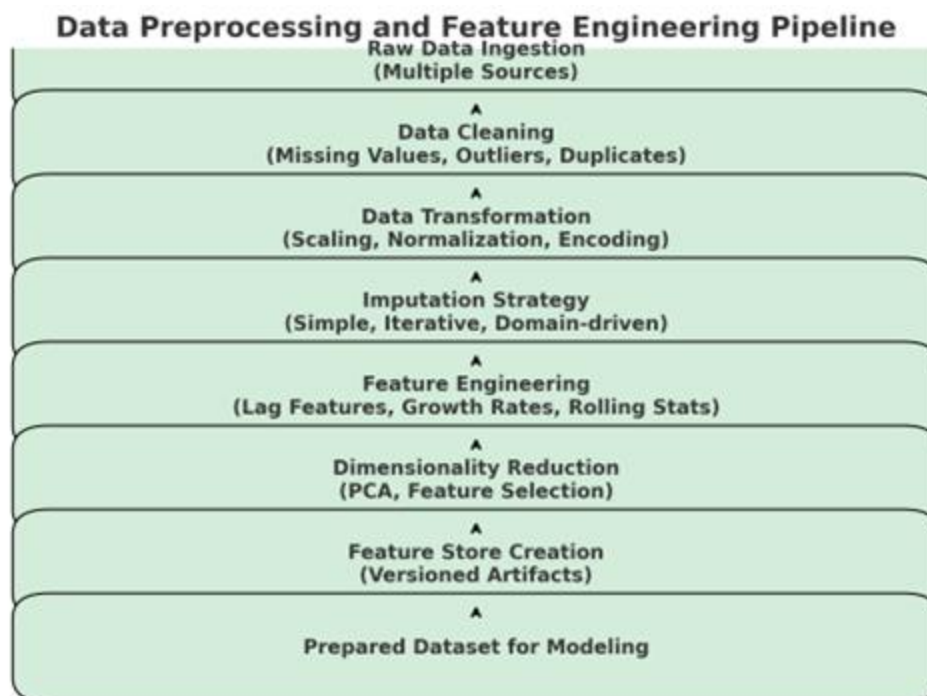 Data Preprocessing and Feature Engineering Pipeline
Raw Data Ingestion
(Multiple Sources)
Data Cleaning
(Missing Values, Outliers, Duplicates)
Data Transformation
(Scaling, Normalization, Encoding)
Imputation Strategy
(Simple, Iterative, Domain-driven)
Feature Engineering
(Lag Features, Growth Rates, Rolling Stats)
Dimensionality Reduction
(PCA, Feature Selection)
Feature Store Creation
(Versioned Artifacts)
Prepared Dataset for Modeling